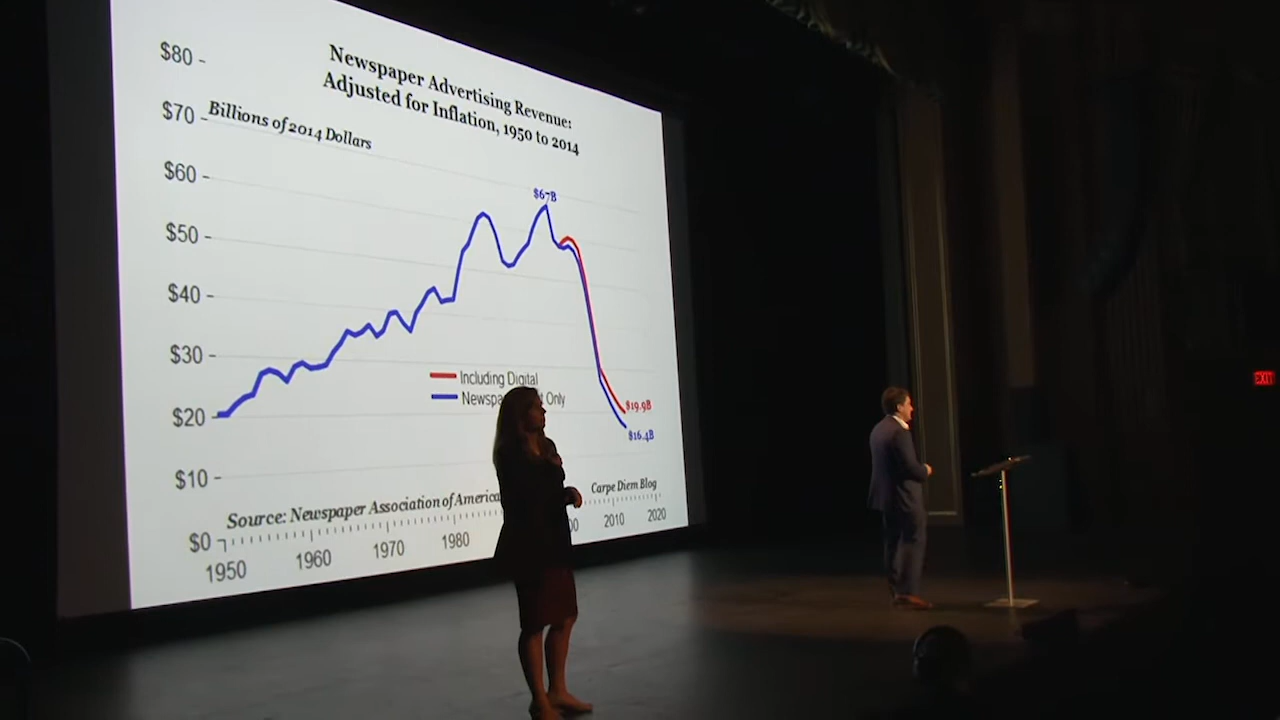 Newspaper Advertising Revenue:
Adjusted for Inflation, 1950 to 2014
$80
$70
Billions of 2014 Dollars
$60
$50
$40
$30
$20
$10
$0
$67B
Including Digital
Only
$19.9B
$16.4B
Source: Newspaper Association of America
Carpe Diem Blog
1950 1960 1970 1980 2010 2020
EXIT